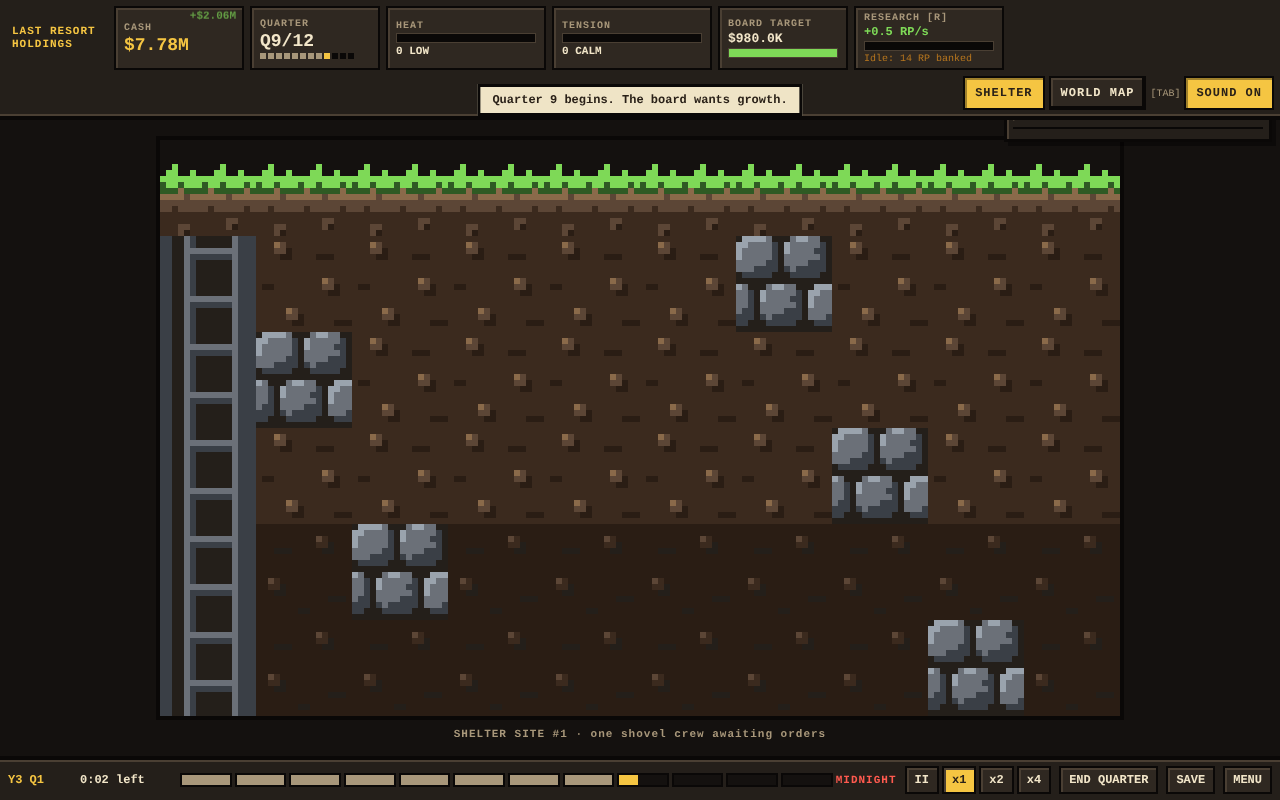 LAST RESORT
HOLDINGS
+$2.06M
CASH
$7.78M
QUARTER
Q9/12
HEAT
0 LOW
TENSION
0 CALM
BOARD TARGET
$980.0K
RESEARCH [R]
+0.5 RP/s
Idle: 14 RP banked
Quarter 9 begins. The board wants growth.
SHELTER
WORLD MAP
[TAB]
SOUND ON
SHELTER SITE #1 · one shovel crew awaiting orders
Y3 Q1
0:02 left
MIDNIGHT
II
x1
x2
x4
END QUARTER
SAVE
MENU